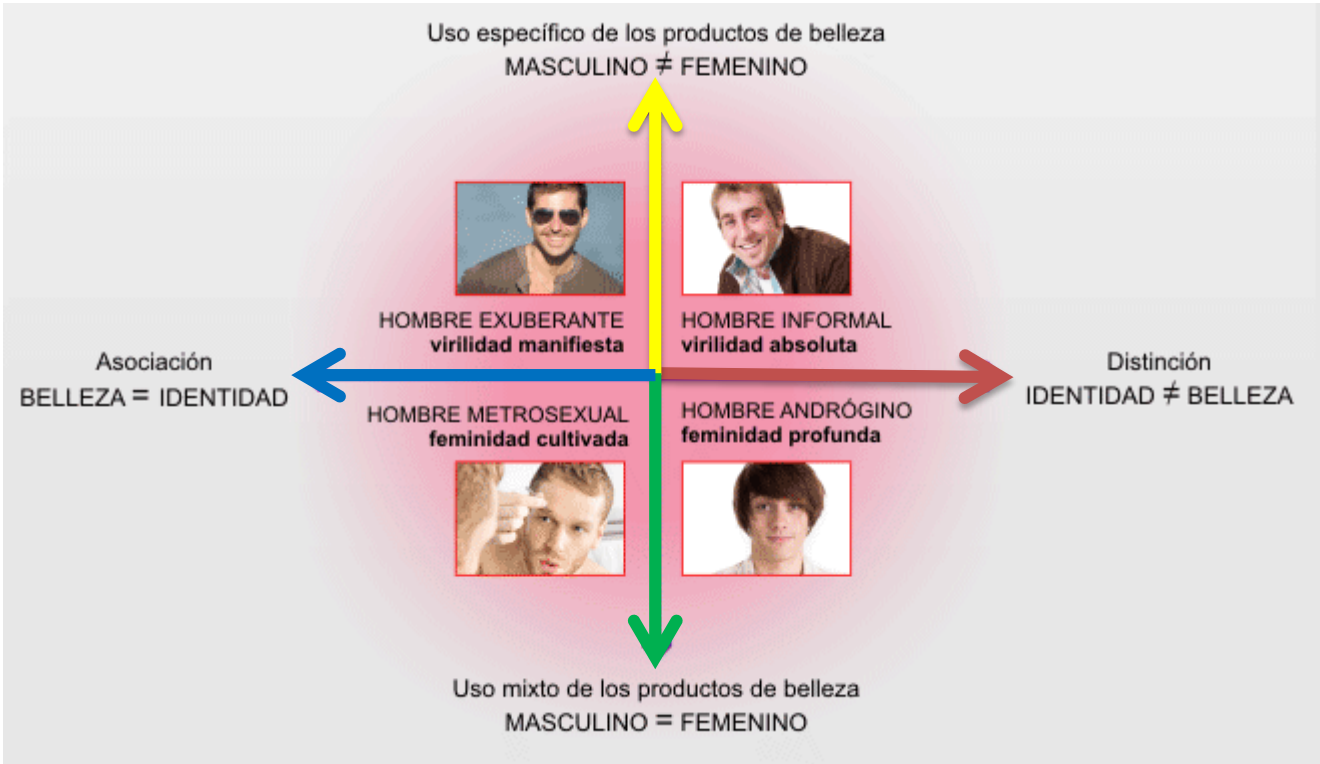 Uso específico de los productos de belleza
MASCULINO ≠ FEMENINO
HOMBRE EXUBERANTE
virilidad manifiesta
HOMBRE INFORMAL
virilidad absoluta
Asociación
BELLEZA = IDENTIDAD
Distinción
IDENTIDAD ≠ BELLEZA
HOMBRE METROSEXUAL
feminidad cultivada
HOMBRE ANDRÓGINO
feminidad profunda
Uso mixto de los productos de belleza
MASCULINO = FEMENINO